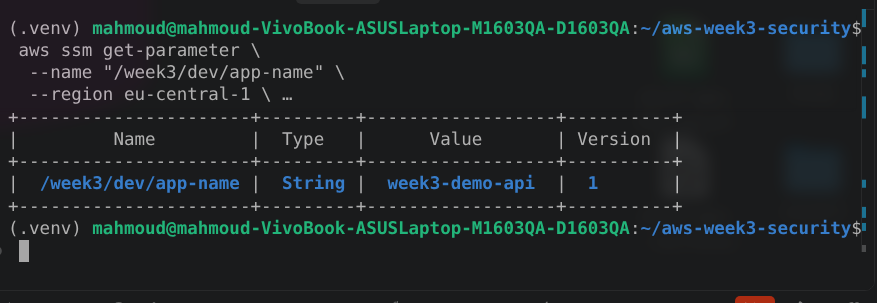 (.venv) mahmoud@mahmoud-VivoBook-ASUSLaptop-M1603QA-D1603QA:~/aws-week3-security$
aws ssm get-parameter \
--name "/week3/dev/app-name" \
--region eu-central-1 \ …
+----------------------+---------+------------------+----------+
| Name | Type | Value | Version |
+----------------------+---------+------------------+----------+
| /week3/dev/app-name | String | week3-demo-api | 1 |
+----------------------+---------+------------------+----------+
(.venv) mahmoud@mahmoud-VivoBook-ASUSLaptop-M1603QA-D1603QA:~/aws-week3-security$